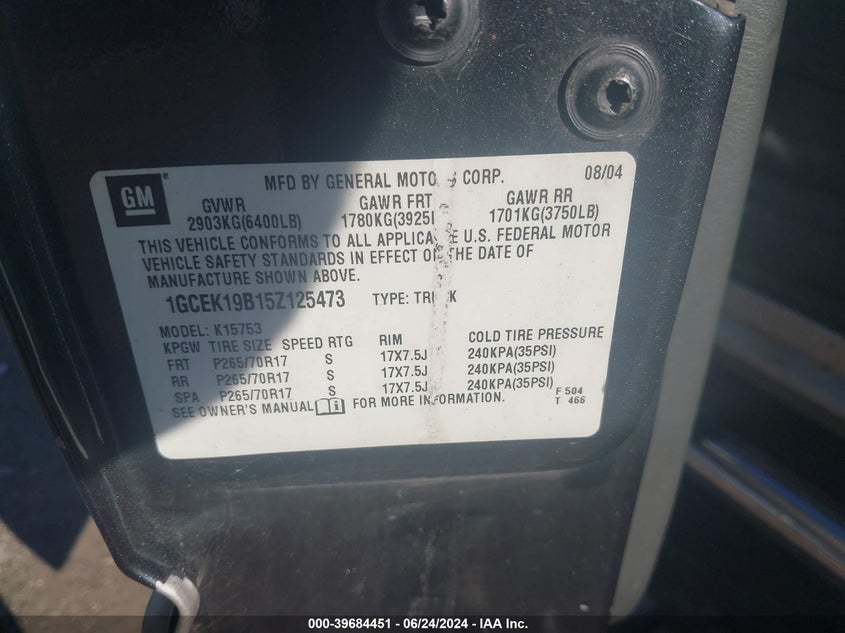 GM
MFD BY GENERAL MOTO S CORP. 08/04
GVWR GAWR FRT GAWR RR
2903KG(6400LB) 1780KG(3925 1701KG(3750LB)
THIS VEHICLE CONFORMS TO ALL APPLICA E U.S. FEDERAL MOTOR
VEHICLE SAFETY STANDARDS IN EFFECT O THE DATE OF
MANUFACTURE SHOWN ABOVE.
1GCEK19B15Z125473 TYPE: TR K
MODEL: K15753
KPGW TIRE SIZE SPEED RTG RIM COLD TIRE PRESSURE
FRT P265/70R17 S 17X7.5J 240KPA(35PSI)
RR P265/70R17 S 17X7.5J 240KPA(35PSI)
SPA P265/70R17 S 17X7.5J 240KPA(35PSI)
SEE OWNER'S MANUAL FOR MORE INFORMATION.
F 504
T 466
000-39684451 - 06/24/2024 - IAA Inc.